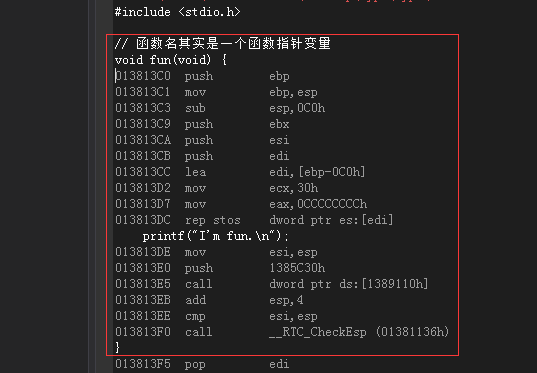 #include <stdio.h>
// 函数名其实是一个函数指针变量
void fun(void) {
013813C0  push        ebp
013813C1  mov         ebp,esp
013813C3  sub         esp,0C0h
013813C9  push        ebx
013813CA  push        esi
013813CB  push        edi
013813CC  lea         edi,[ebp-0C0h]
013813D2  mov         ecx,30h
013813D7  mov         eax,0CCCCCCCCh
013813DC  rep stos    dword ptr es:[edi]
    printf("I'm fun.\n");
013813DE  mov         esi,esp
013813E0  push        1385C30h
013813E5  call        dword ptr ds:[1389110h]
013813EB  add         esp,4
013813EE  cmp         esi,esp
013813F0  call        __RTC_CheckEsp (01381136h)
}
013813F5  pop         edi